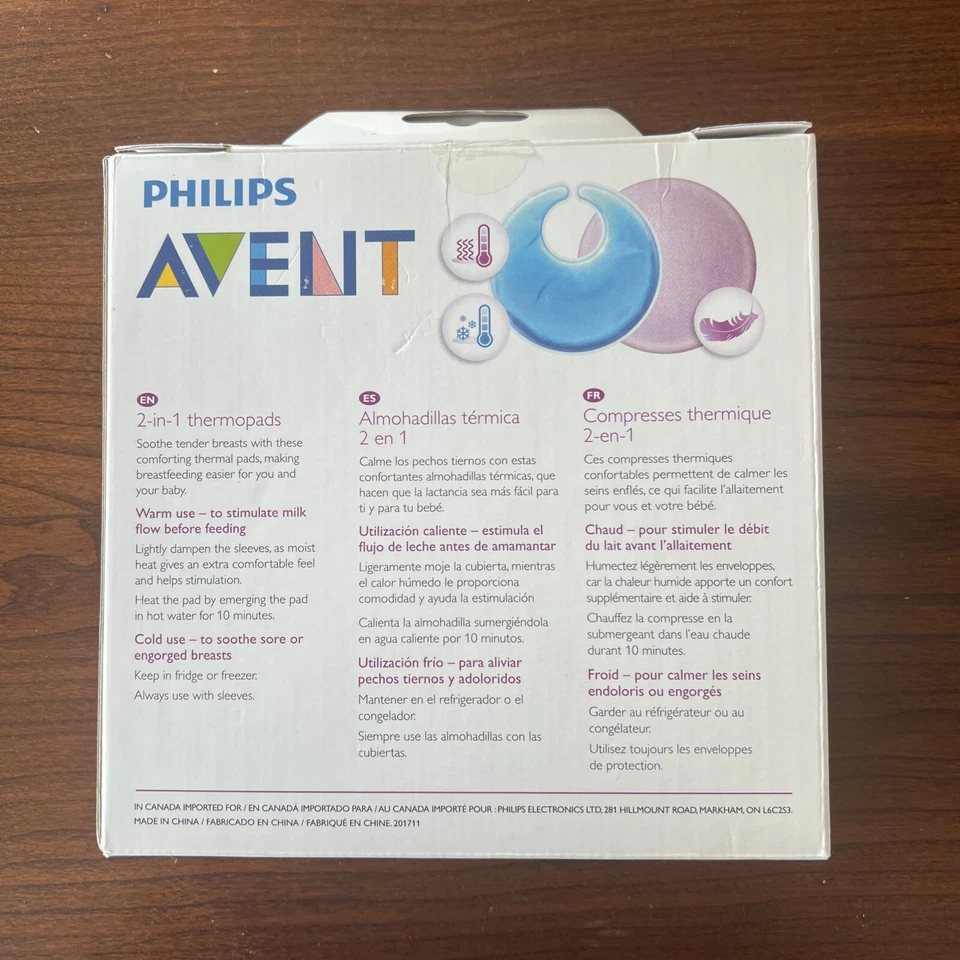 PHILIPS
AVENT
EN
2-in-1 thermopads
Soothe tender breasts with these
comforting thermal pads, making
breastfeeding easier for you and
your baby.
Warm use – to stimulate milk
flow before feeding
Lightly dampen the sleeves, as moist
heat gives an extra comfortable feel
and helps stimulation.
Heat the pad by emerging the pad
in hot water for 10 minutes.
Cold use – to soothe sore or
engorged breasts
Keep in fridge or freezer.
Always use with sleeves.
ES
Almohadillas térmica
2 en 1
Calme los pechos tiernos con estas
confortantes almohadillas térmicas, que
hacen que la lactancia sea más fácil para
ti y para tu bebé.
Utilización caliente – estimula el
flujo de leche antes de amamantar
Ligeramente moje la cubierta, mientras
el calor húmedo le proporciona
comodidad y ayuda la estimulación
Calienta la almohadilla sumergiéndola
en agua caliente por 10 minutos.
Utilización frío – para aliviar
pechos tiernos y adoloridos
Mantener en el refrigerador o el
congelador.
Siempre use las almohadillas con las
cubiertas.
FR
Compresses thermique
2-en-1
Ces compresses thermiques
confortables permettent de calmer les
seins enflés, ce qui facilite l'allaitement
pour vous et votre bébé.
Chaud – pour stimuler le débit
du lait avant l'allaitement
Humectez légèrement les enveloppes,
car la chaleur humide apporte un confort
supplémentaire et aide à stimuler.
Chauffez la compresse en la
submergeant dans l'eau chaude
durant 10 minutes.
Froid – pour calmer les seins
endoloris ou engorgés
Garder au réfrigérateur ou au
congélateur.
Utilisez toujours les enveloppes
de protection.
IN CANADA IMPORTED FOR / EN CANADÁ IMPORTADO PARA / AU CANADA IMPORTÉ POUR : PHILIPS ELECTRONICS LTD, 281 HILLMOUNT ROAD, MARKHAM, ON L6C2S3.
MADE IN CHINA / FABRICADO EN CHINA / FABRIQUÉ EN CHINE. 201711